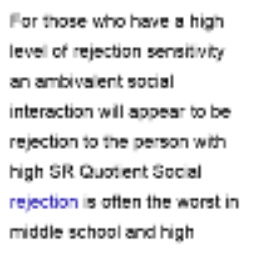 For those who have a high
level of rejection sensitivity
an ambivalent social
interaction will appear to be
rejection to the person with
high SR Quotient Social
rejection is often the worst in
middle school and high